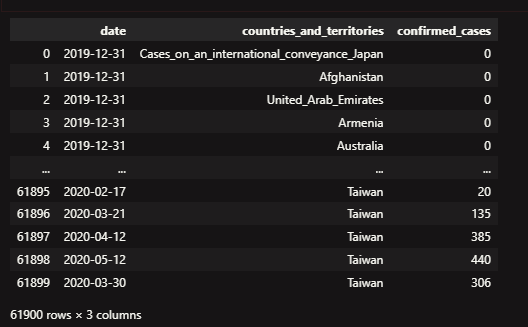 date countries_and_territories confirmed_cases
0 2019-12-31 Cases_on_an_international_conveyance_Japan 0
1 2019-12-31 Afghanistan 0
2 2019-12-31 United_Arab_Emirates 0
3 2019-12-31 Armenia 0
4 2019-12-31 Australia 0
... ... ... ...
61895 2020-02-17 Taiwan 20
61896 2020-03-21 Taiwan 135
61897 2020-04-12 Taiwan 385
61898 2020-05-12 Taiwan 440
61899 2020-03-30 Taiwan 306
61900 rows × 3 columns